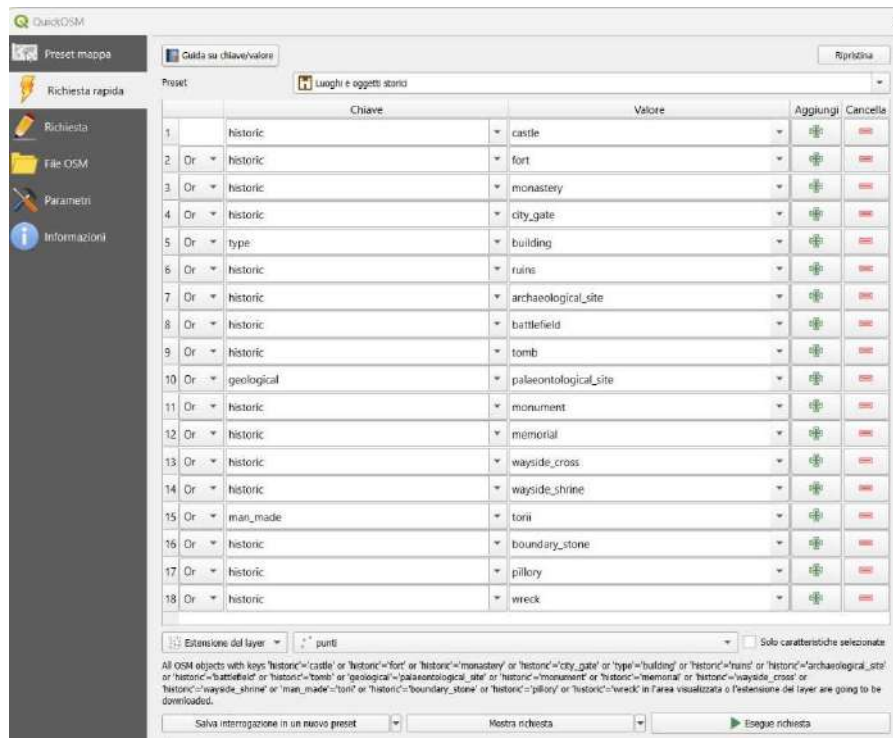 QuickOSM
Preset mappa
Richiesta rapida
Richiesta
File OSM
Parametri
Informazioni
Guida su chiave/valore
Ripristina
Preset
Luoghi e oggetti storici
Chiave Valore Aggiungi Cancella
1 historic castle
2 Or historic fort
3 Or historic monastery
4 Or historic city_gate
5 Or type building
6 Or historic ruins
7 Or historic archaeological_site
8 Or historic battlefield
9 Or historic tomb
10 Or geological palaeontological_site
11 Or historic monument
12 Or historic memorial
13 Or historic wayside_cross
14 Or historic wayside_shrine
15 Or man_made torii
16 Or historic boundary_stone
17 Or historic pillory
18 Or historic wreck
Estensione del layer punti Solo caratteristiche selezionate
All OSM objects with keys 'historic'='castle' or 'historic'='fort' or 'historic'='monastery' or 'historic'='city_gate' or 'type'='building' or 'historic'='ruins' or 'historic'='archaeological_site'
or 'historic'='battlefield' or 'historic'='tomb' or 'geological'='palaeontological_site' or 'historic'='monument' or 'historic'='memorial' or 'historic'='wayside_cross' or
'historic'='wayside_shrine' or 'man_made'='torii' or 'historic'='boundary_stone' or 'historic'='pillory' or 'historic'='wreck' in l'area visualizzata o l'estensione del layer are going to be
downloaded.
Salva interrogazione in un nuovo preset Mostra richiesta Esegue richiesta